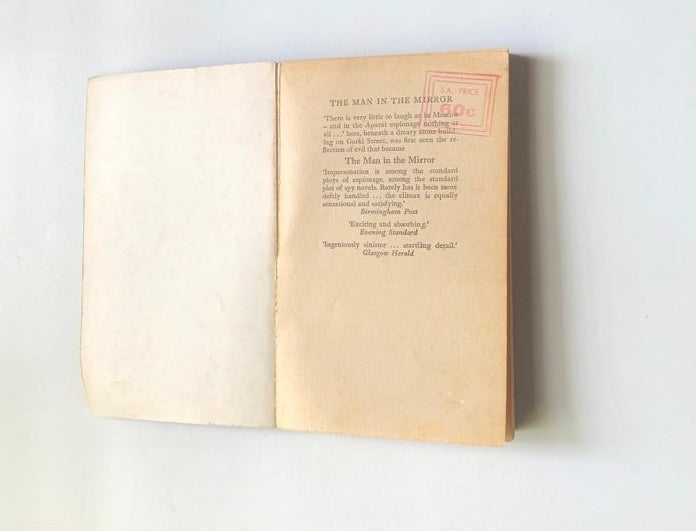 THE MAN IN THE MIRROR
S.A. PRICE
60c
'There is very little to laugh at in Moscow
– and in the Aparat espionage nothing at
all ...' here, beneath a dreary stone build-
ing on Gorki Street, was first seen the re-
flection of evil that became
The Man in the Mirror
'Impersonation is among the standard
ploys of espionage, among the standard
plot of spy novels. Rarely has it been more
deftly handled ... the climax is equally
sensational and satisfying.'
Birmingham Post
'Exciting and absorbing.'
Evening Standard
'Ingeniously sinister ... startling detail.'
Glasgow Herald